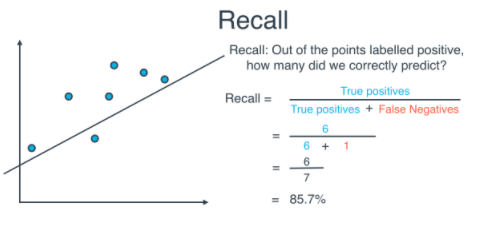 Recall
Recall: Out of the points labelled positive,
how many did we correctly predict?
Recall = True positives
True positives + False Negatives
= 6
6 + 1
= 6
7
= 85.7%